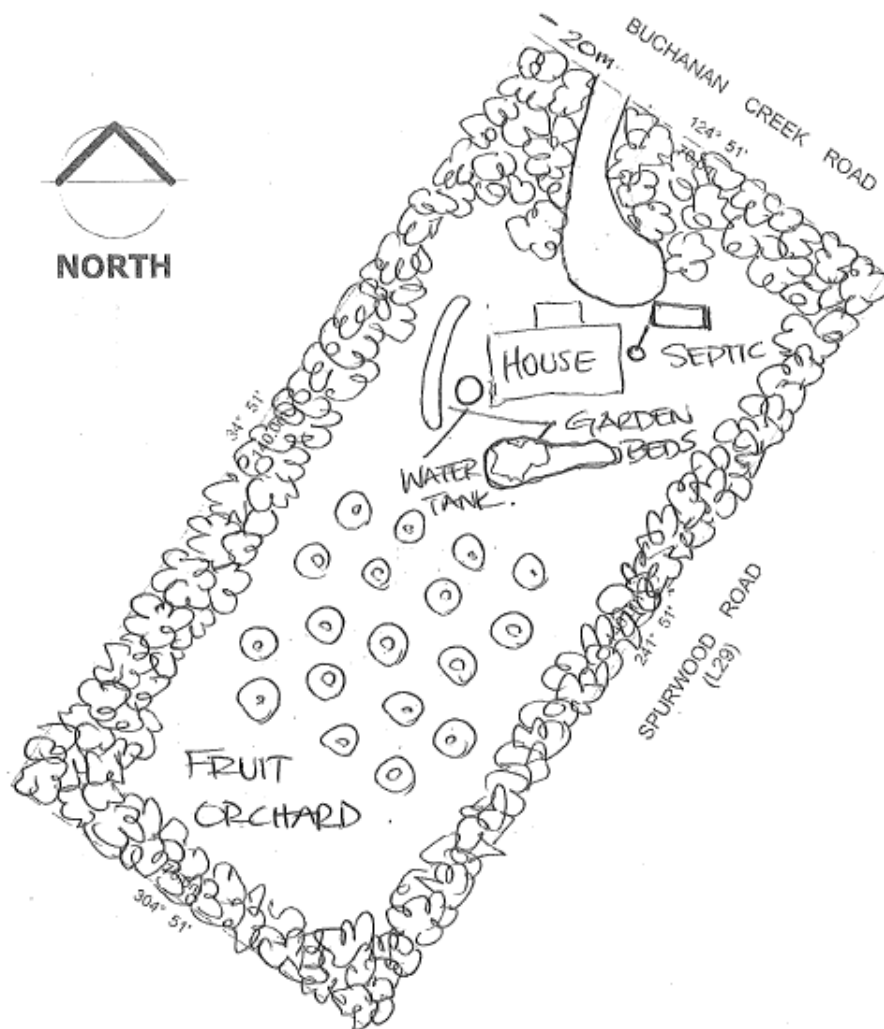 20m
BUCHANAN CREEK ROAD
124° 51'
NORTH
HOUSE
SEPTIC
GARDEN
BEDS
WATER
TANK.
34° 51'
241° 51'
SPURWOOD ROAD
(L29)
FRUIT
ORCHARD
304° 51'